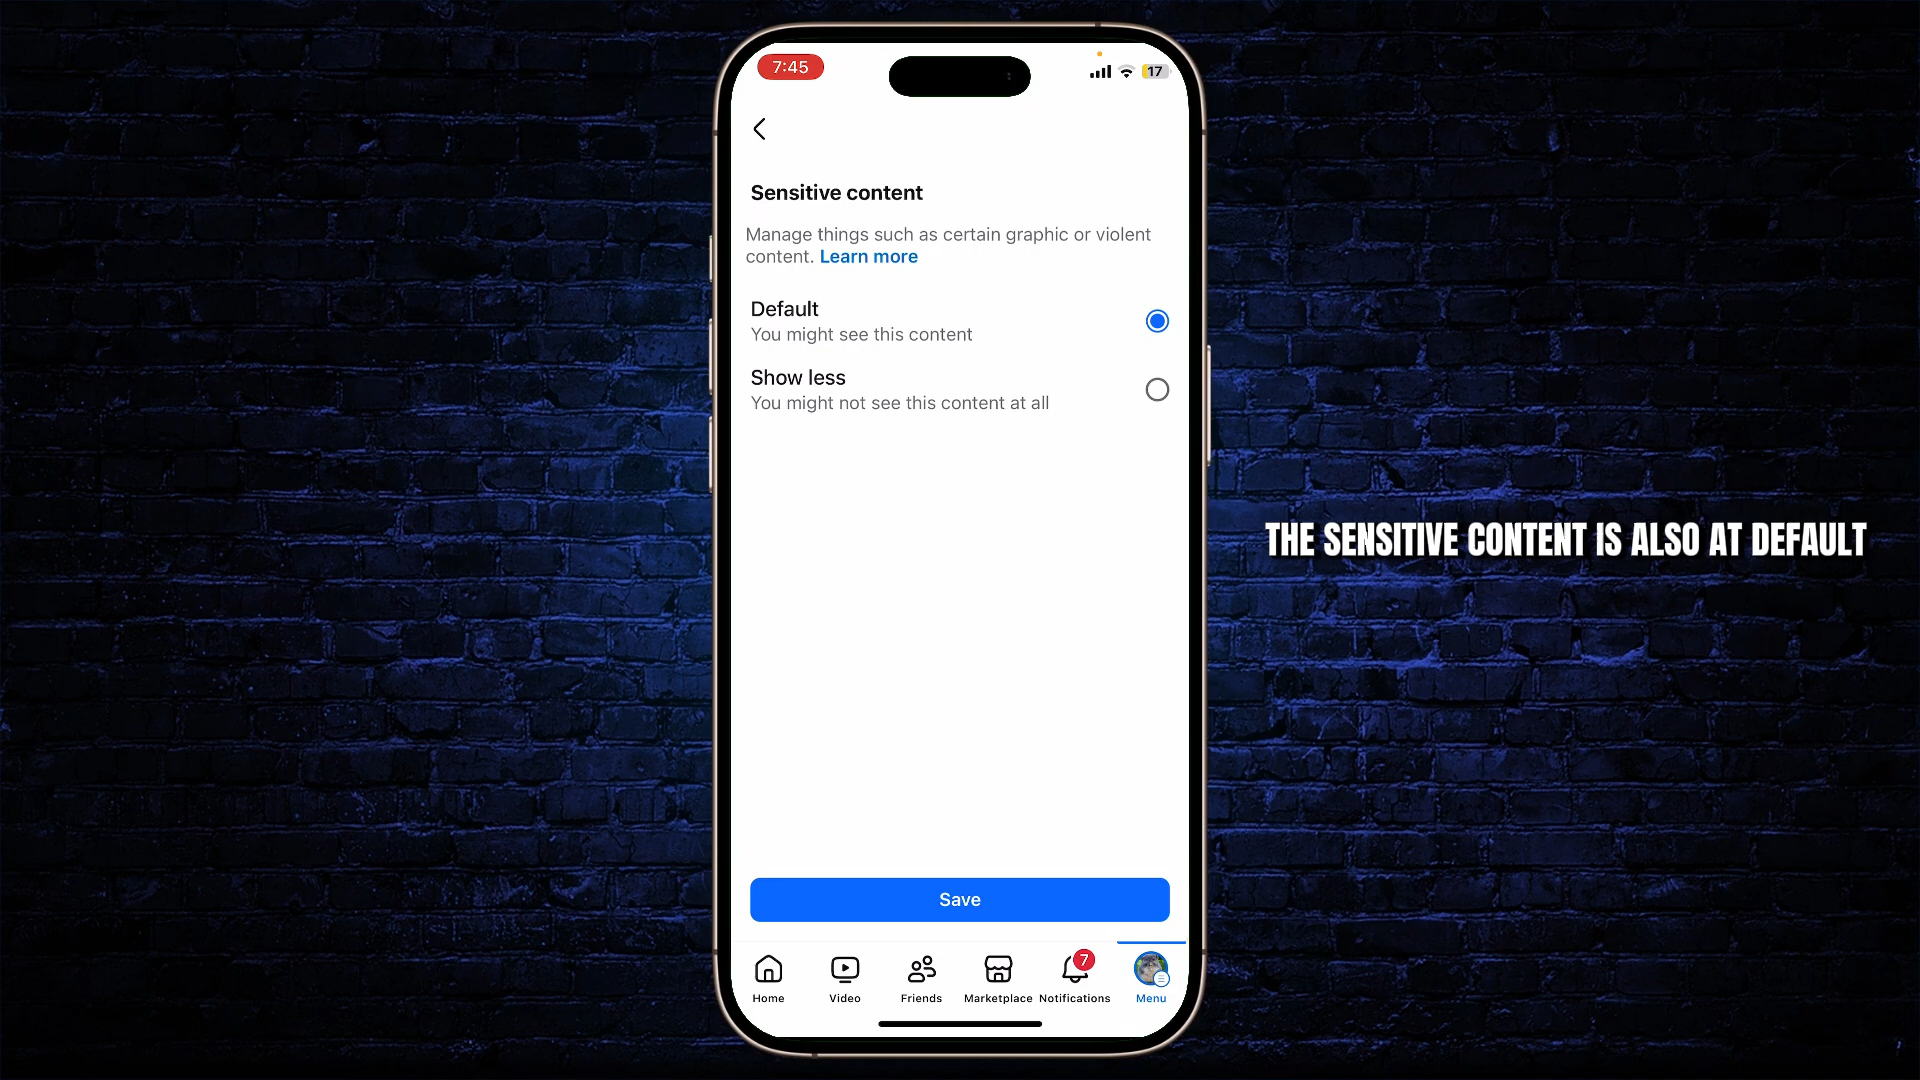 7:45
17
Sensitive content
Manage things such as certain graphic or violent
content. Learn more
Default
You might see this content
Show less
You might not see this content at all
THE SENSITIVE CONTENT IS ALSO AT DEFAULT
Save
7
Home
Video
Friends
Marketplace
Notifications
Menu